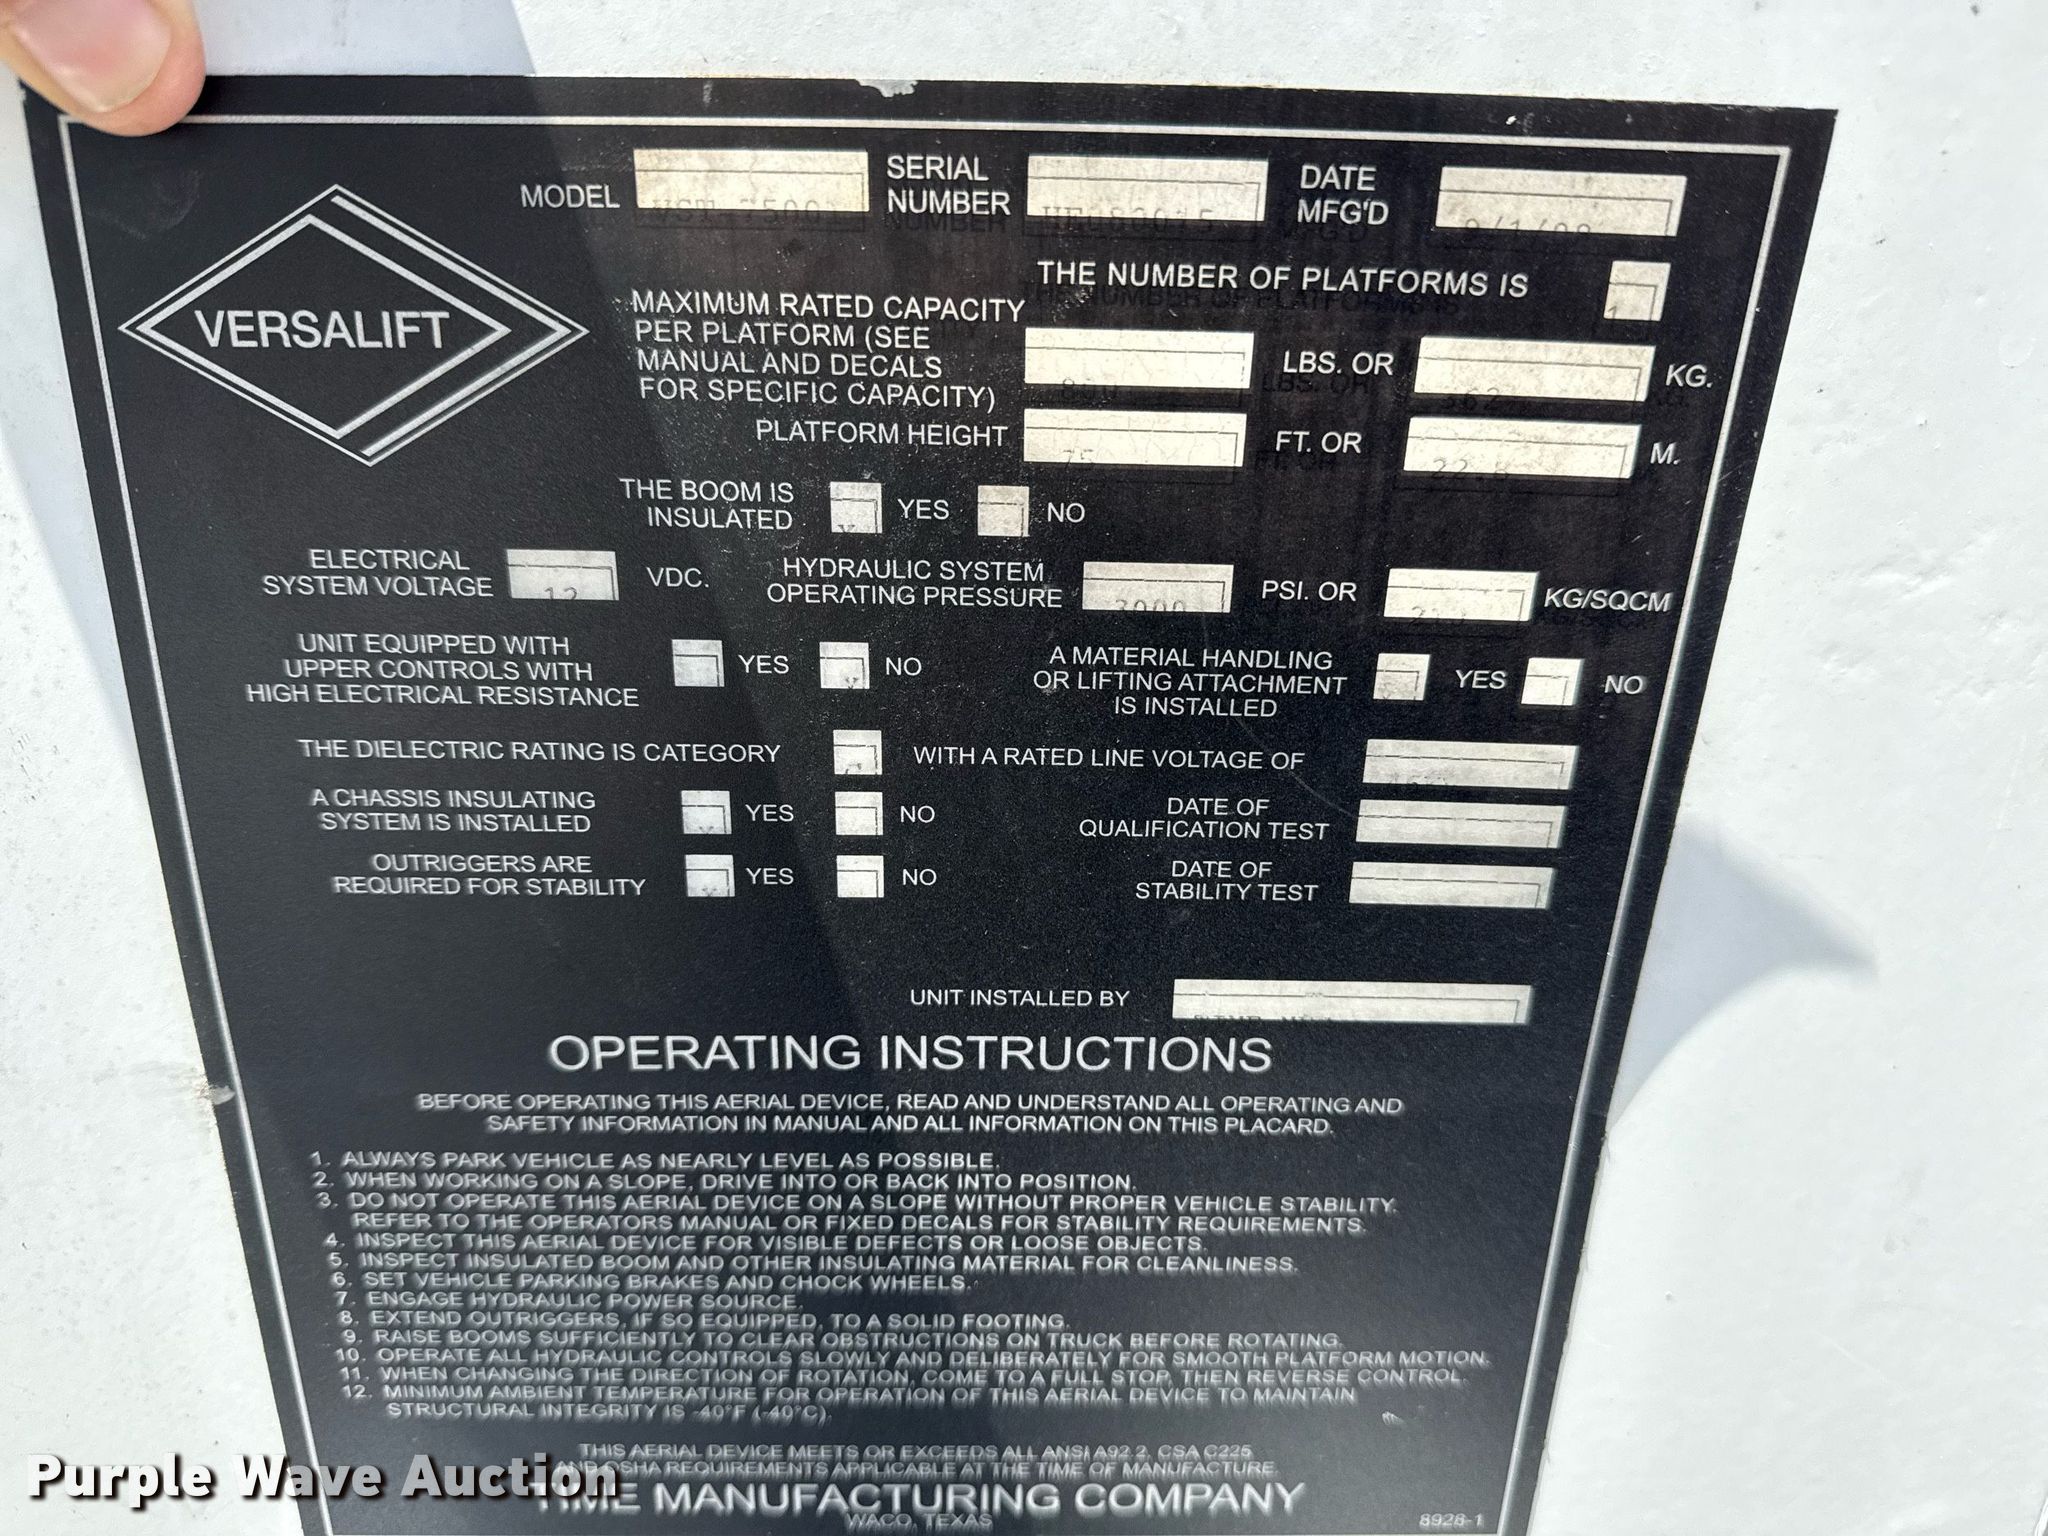 MODEL VST-7500 SERIAL NUMBER DATE MFG'D
THE NUMBER OF PLATFORMS IS 1
VERSALIFT
MAXIMUM RATED CAPACITY
PER PLATFORM (SEE
MANUAL AND DECALS
FOR SPECIFIC CAPACITY) 800 LBS. OR 362 KG.
PLATFORM HEIGHT 75 FT. OR 22.8 M.
THE BOOM IS
INSULATED X YES NO
ELECTRICAL
SYSTEM VOLTAGE 12 VDC.
HYDRAULIC SYSTEM
OPERATING PRESSURE 3000 PSI. OR KG/SQCM
UNIT EQUIPPED WITH
UPPER CONTROLS WITH
HIGH ELECTRICAL RESISTANCE YES X NO
A MATERIAL HANDLING
OR LIFTING ATTACHMENT
IS INSTALLED YES NO
THE DIELECTRIC RATING IS CATEGORY C WITH A RATED LINE VOLTAGE OF
A CHASSIS INSULATING
SYSTEM IS INSTALLED X YES NO
DATE OF
QUALIFICATION TEST
OUTRIGGERS ARE
REQUIRED FOR STABILITY X YES NO
DATE OF
STABILITY TEST
UNIT INSTALLED BY
OPERATING INSTRUCTIONS
BEFORE OPERATING THIS AERIAL DEVICE, READ AND UNDERSTAND ALL OPERATING AND
SAFETY INFORMATION IN MANUAL AND ALL INFORMATION ON THIS PLACARD.
1. ALWAYS PARK VEHICLE AS NEARLY LEVEL AS POSSIBLE.
2. WHEN WORKING ON A SLOPE, DRIVE INTO OR BACK INTO POSITION.
3. DO NOT OPERATE THIS AERIAL DEVICE ON A SLOPE WITHOUT PROPER VEHICLE STABILITY.
REFER TO THE OPERATORS MANUAL OR FIXED DECALS FOR STABILITY REQUIREMENTS.
4. INSPECT THIS AERIAL DEVICE FOR VISIBLE DEFECTS OR LOOSE OBJECTS.
5. INSPECT INSULATED BOOM AND OTHER INSULATING MATERIAL FOR CLEANLINESS.
6. SET VEHICLE PARKING BRAKES AND CHOCK WHEELS.
7. ENGAGE HYDRAULIC POWER SOURCE.
8. EXTEND OUTRIGGERS, IF SO EQUIPPED, TO A SOLID FOOTING.
9. RAISE BOOMS SUFFICIENTLY TO CLEAR OBSTRUCTIONS ON TRUCK BEFORE ROTATING.
10. OPERATE ALL HYDRAULIC CONTROLS SLOWLY AND DELIBERATELY FOR SMOOTH PLATFORM MOTION.
11. WHEN CHANGING THE DIRECTION OF ROTATION, COME TO A FULL STOP, THEN REVERSE CONTROL.
12. MINIMUM AMBIENT TEMPERATURE FOR OPERATION OF THIS AERIAL DEVICE TO MAINTAIN
STRUCTURAL INTEGRITY IS -40°F (-40°C).
THIS AERIAL DEVICE MEETS OR EXCEEDS ALL ANSI A92.2, CSA C225
AND OSHA REQUIREMENTS APPLICABLE AT THE TIME OF MANUFACTURE.
TIME MANUFACTURING COMPANY
WACO, TEXAS
8928-1
Purple Wave Auction